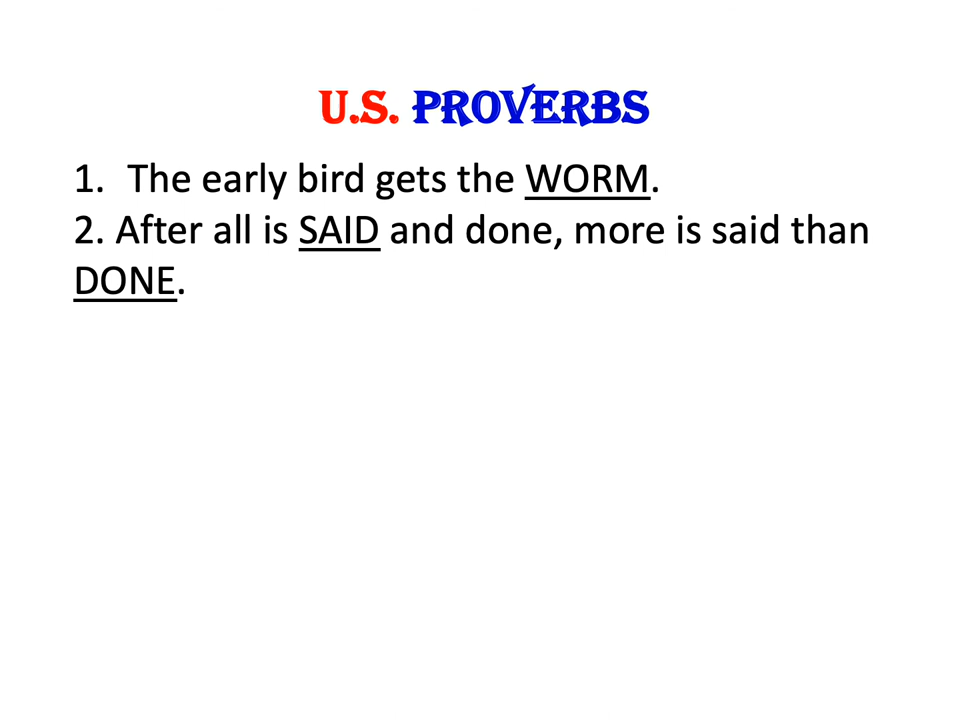 U.S. PROVERBS
1. The early bird gets the WORM.
2. After all is SAID and done, more is said than
DONE.